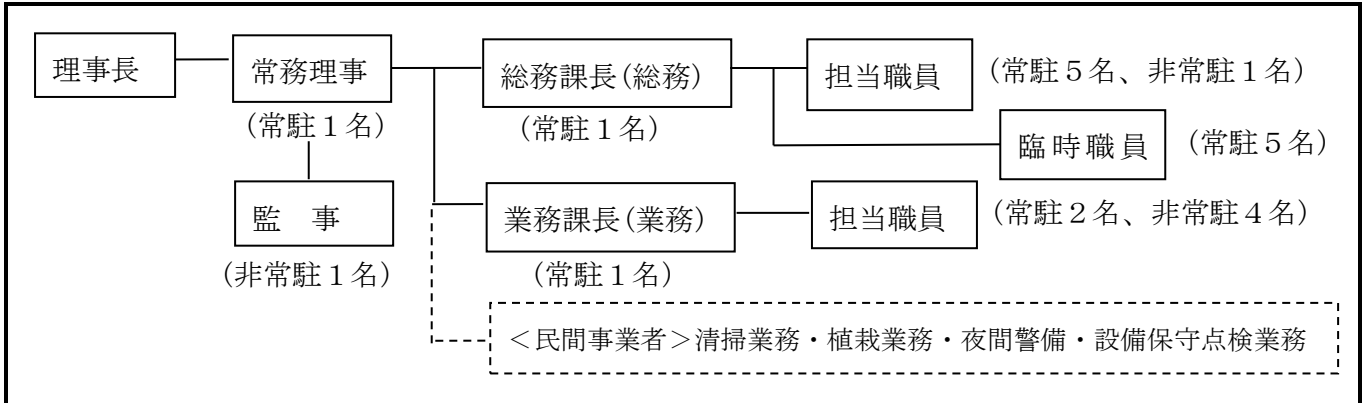 理事長
常務理事
(常駐1名)
監 事
(非常駐1名)
総務課長(総務)
(常駐1名)
担当職員
(常駐5名、非常駐1名)
臨時職員
(常駐5名)
業務課長(業務)
(常駐1名)
担当職員
(常駐2名、非常駐4名)
<民間事業者>清掃業務・植栽業務・夜間警備・設備保守点検業務